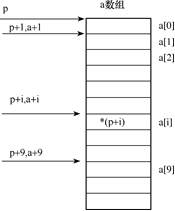 a数组
p
a[0]
p+1,a+1
a[1]
a[2]
p+i,a+i
*(p+i)
a[i]
p+9,a+9
a[9]